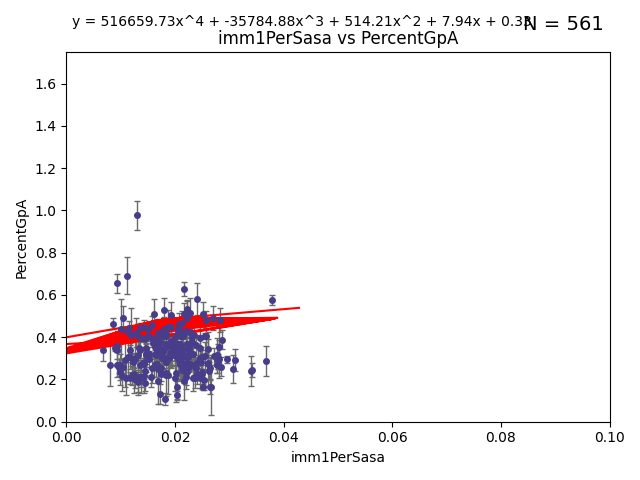 y = 516659.73x^4 + -35784.88x^3 + 514.21x^2 + 7.94x + 0.33
N = 561
imm1PerSasa vs PercentGpA
1.6
1.4
1.2
1.0
0.8
0.6
0.4
0.2
0.0
PercentGpA
0.00 0.02 0.04 0.06 0.08 0.10
imm1PerSasa